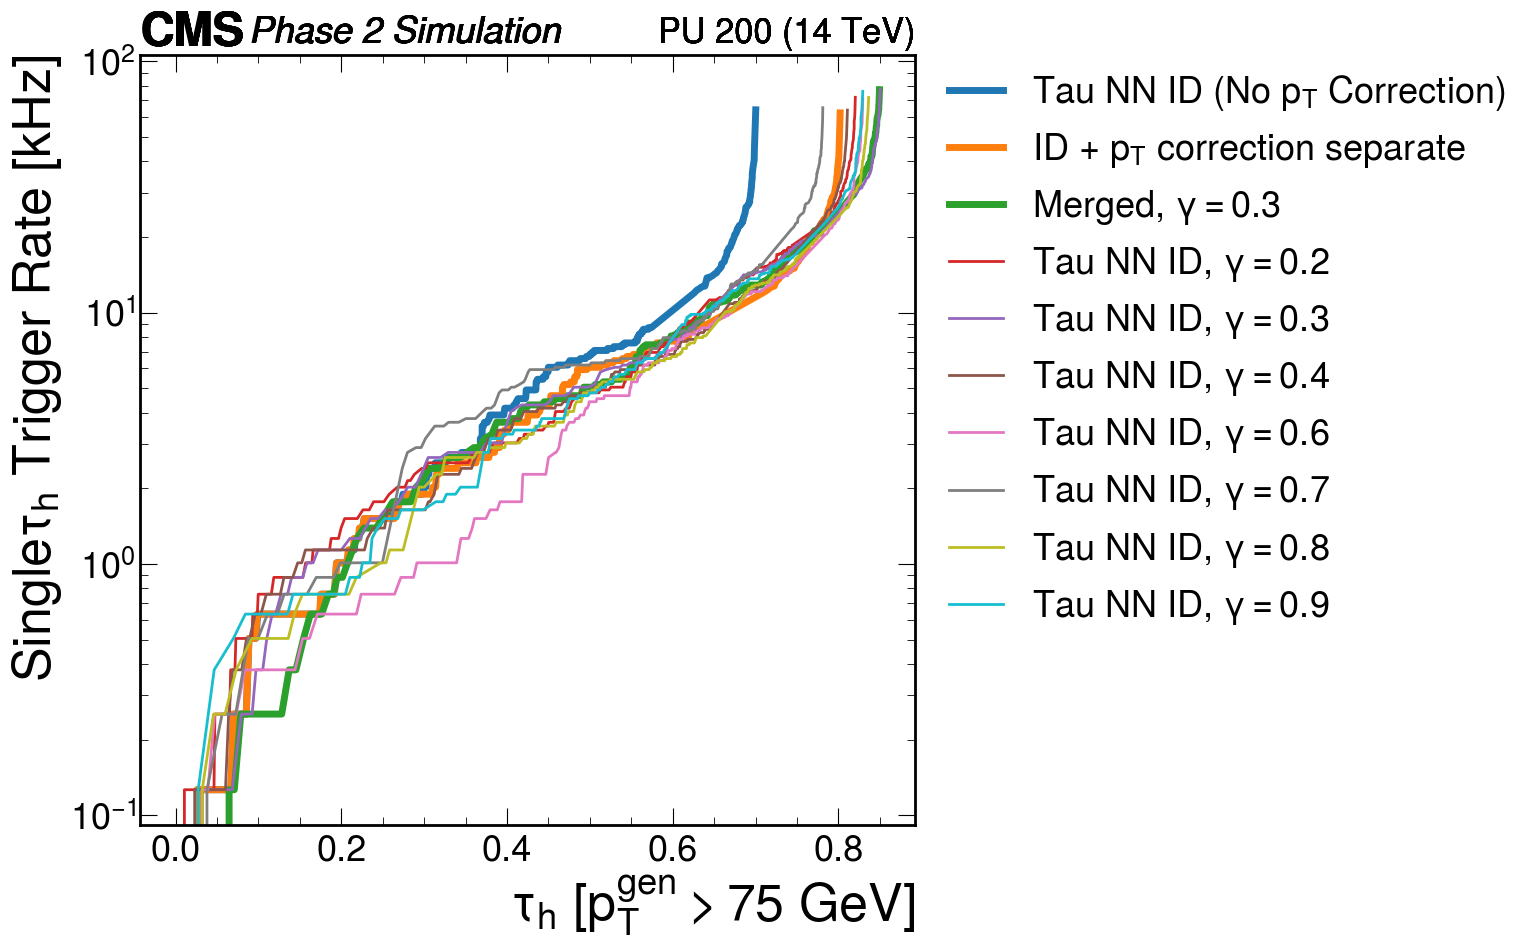 CMS Phase 2 Simulation PU 200 (14 TeV)
Single τh Trigger Rate [kHz]
10²
10¹
10⁰
10⁻¹
0.0 0.2 0.4 0.6 0.8
τh [pTgen > 75 GeV]
Tau NN ID (No pT Correction)
ID + pT correction separate
Merged, γ = 0.3
Tau NN ID, γ = 0.2
Tau NN ID, γ = 0.3
Tau NN ID, γ = 0.4
Tau NN ID, γ = 0.6
Tau NN ID, γ = 0.7
Tau NN ID, γ = 0.8
Tau NN ID, γ = 0.9